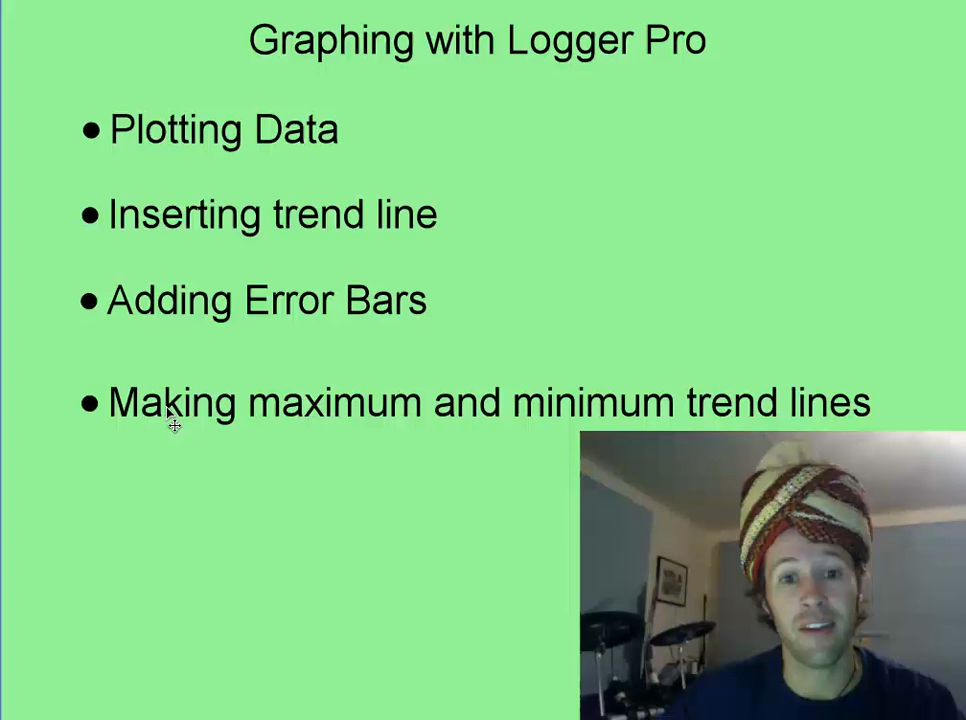 Graphing with Logger Pro
• Plotting Data
• Inserting trend line
• Adding Error Bars
• Making maximum and minimum trend lines